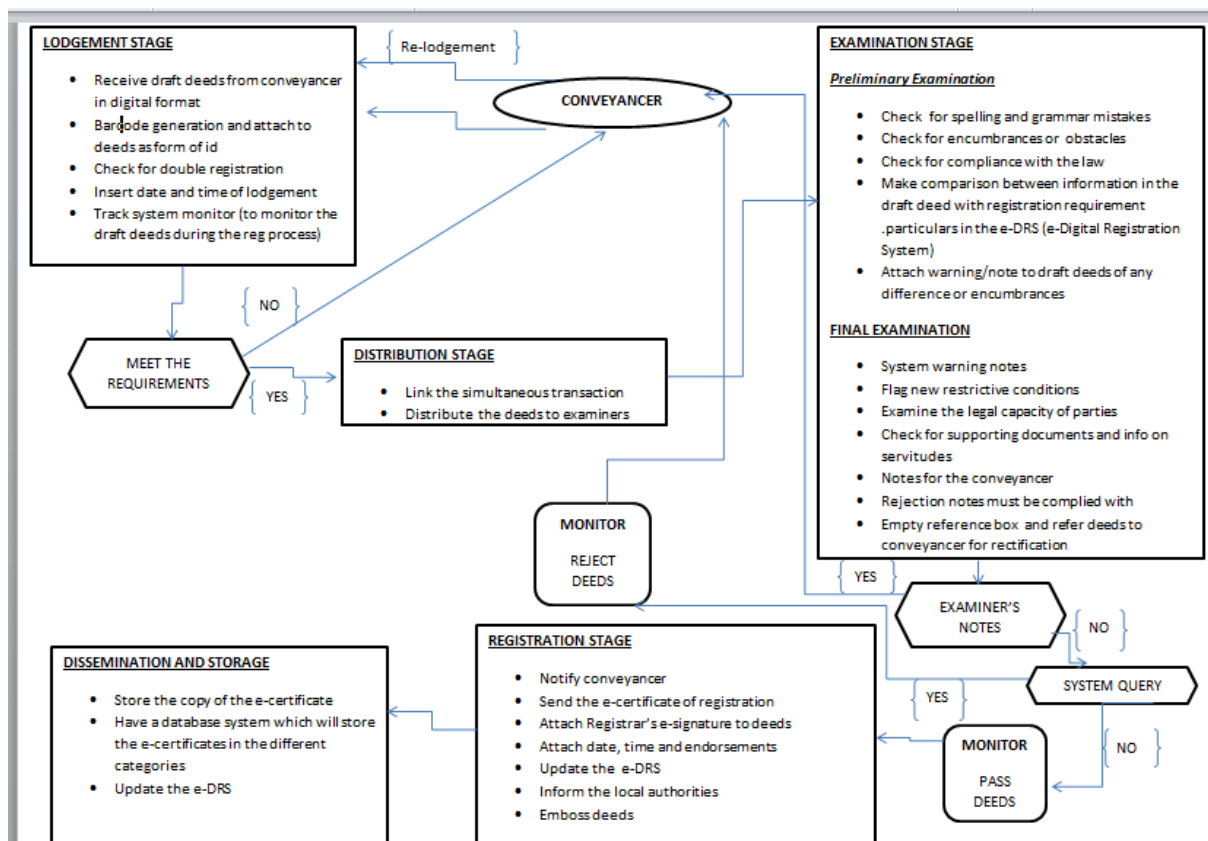 LODGEMENT STAGE
Receive draft deeds from conveyancer
in digital format
Barcode generation and attach to
deeds as form of id
Check for double registration
Insert date and time of lodgement
Track system monitor (to monitor the
draft deeds during the reg process)
Re-lodgement
CONVEYANCER
EXAMINATION STAGE
Preliminary Examination
Check for spelling and grammar mistakes
Check for encumbrances or obstacles
Check for compliance with the law
Make comparison between information in the
draft deed with registration requirement
.particulars in the e-DRS (e-Digital Registration
System)
Attach warning/note to draft deeds of any
difference or encumbrances
FINAL EXAMINATION
System warning notes
Flag new restrictive conditions
Examine the legal capacity of parties
Check for supporting documents and info on
servitudes
Notes for the conveyancer
Rejection notes must be complied with
Empty reference box and refer deeds to
conveyancer for rectification
NO
MEET THE
REQUIREMENTS
YES
DISTRIBUTION STAGE
Link the simultaneous transaction
Distribute the deeds to examiners
MONITOR
REJECT
DEEDS
YES
EXAMINER'S
NOTES
NO
SYSTEM QUERY
YES
NO
MONITOR
PASS
DEEDS
REGISTRATION STAGE
Notify conveyancer
Send the e-certificate of registration
Attach Registrar's e-signature to deeds
Attach date, time and endorsements
Update the e-DRS
Inform the local authorities
Emboss deeds
DISSEMINATION AND STORAGE
Store the copy of the e-certificate
Have a database system which will store
the e-certificates in the different
categories
Update the e-DRS